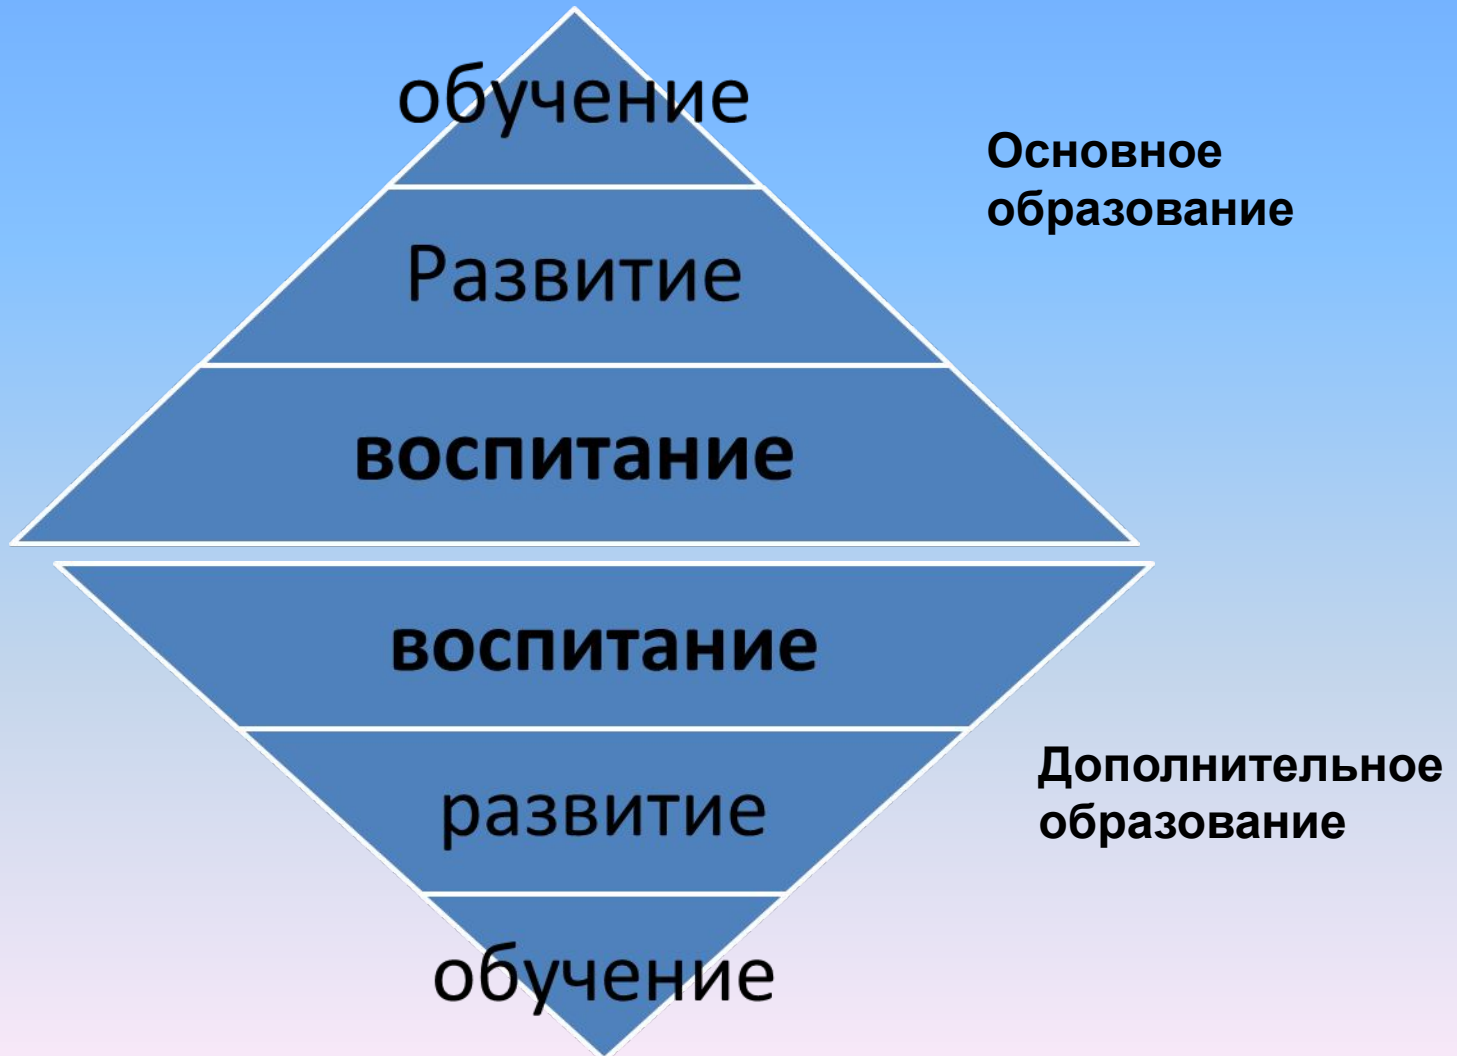 обучение
Основное
образование
Развитие
воспитание
воспитание
развитие
Дополнительное
образование
обучение